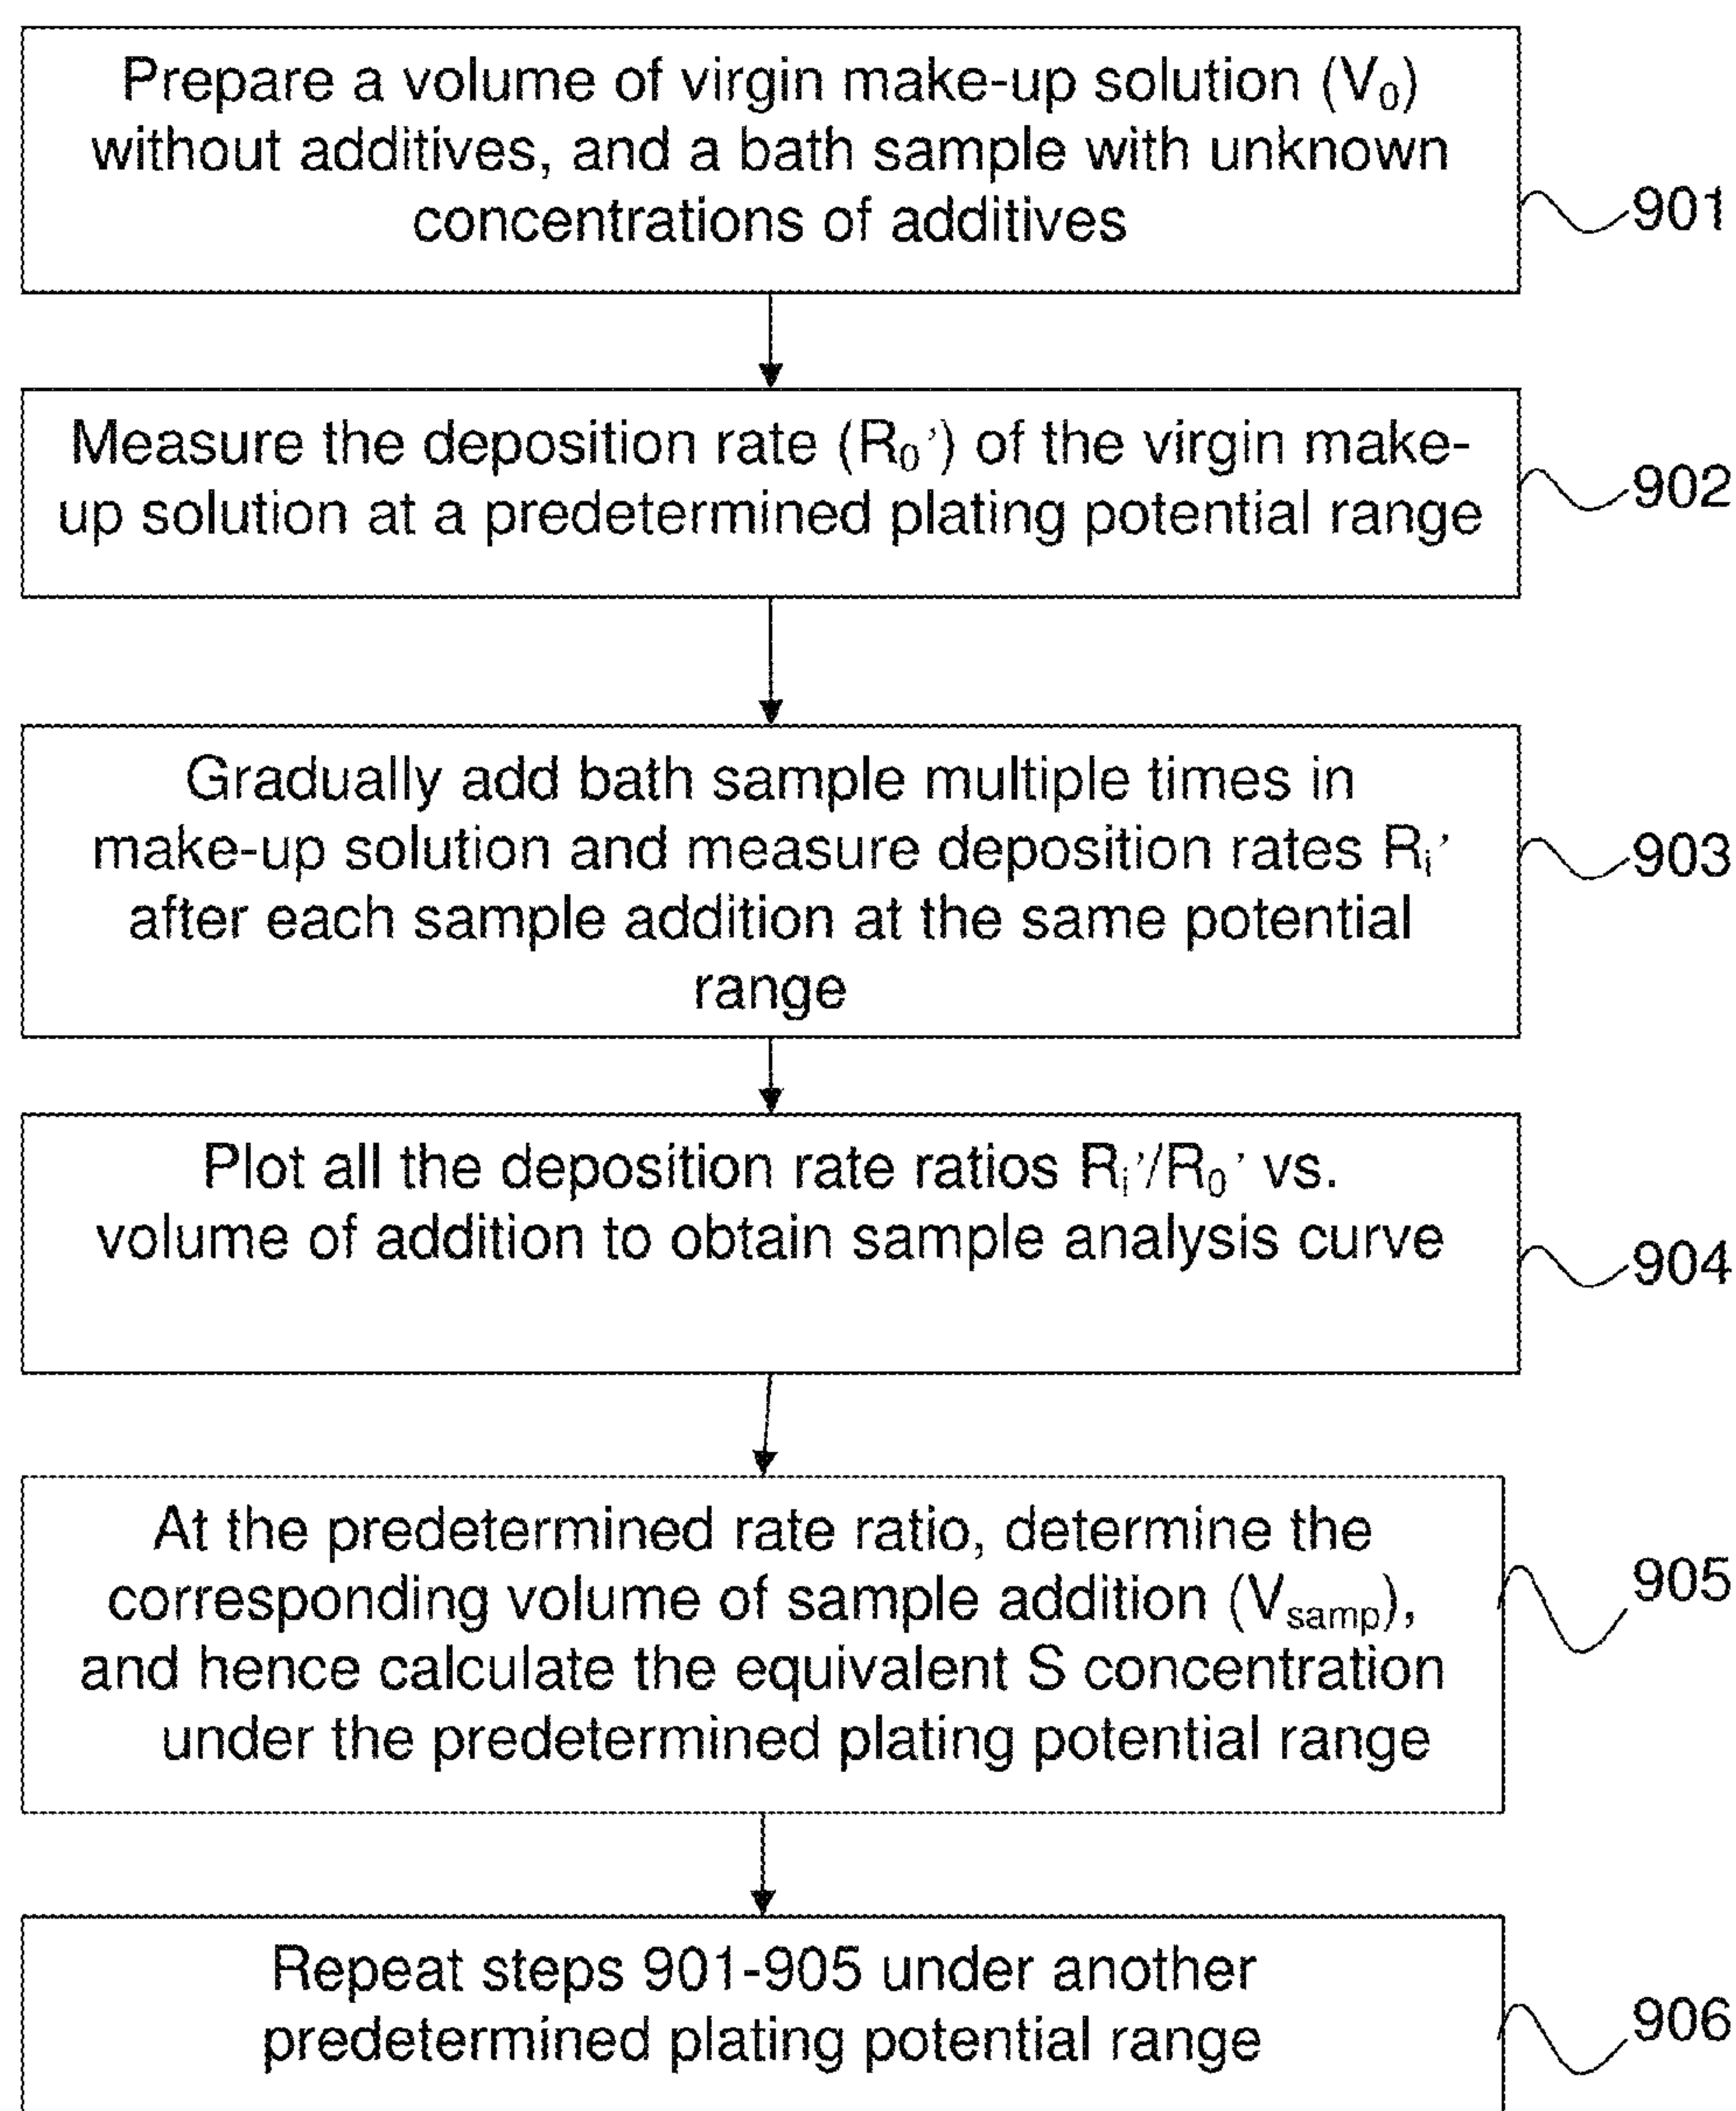 Prepare a volume of virgin make-up solution (V₀)
without additives, and a bath sample with unknown
concentrations of additives
901
Measure the deposition rate (R₀’) of the virgin make-
up solution at a predetermined plating potential range
902
Gradually add bath sample multiple times in
make-up solution and measure deposition rates Rᵢ’
after each sample addition at the same potential
range
903
Plot all the deposition rate ratios Rᵢ’/R₀’ vs.
volume of addition to obtain sample analysis curve
904
At the predetermined rate ratio, determine the
corresponding volume of sample addition (Vsamp),
and hence calculate the equivalent S concentration
under the predetermined plating potential range
905
Repeat steps 901-905 under another
predetermined plating potential range
906